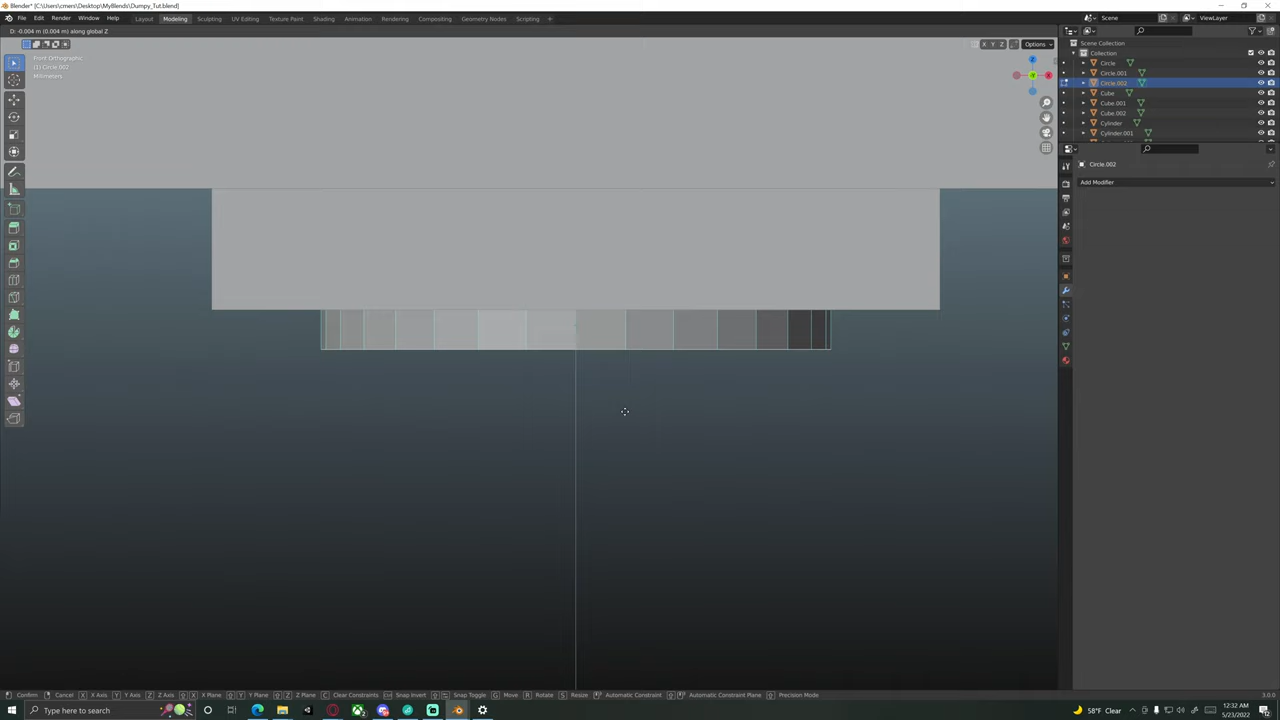 Blender* [C:\Users\cmers\Desktop\MyBlends\Dumpy_Tut.blend]
File Edit Render Window Help Layout Modeling Sculpting UV Editing Texture Paint Shading Animation Rendering Compositing Geometry Nodes Scripting + Scene ViewLayer
D: -0.004 m (0.004 m) along global Z
X Y Z Options
Front Orthographic
(1) Circle.002
Millimeters
Z
Y
X
Scene Collection
Collection
Circle
Circle.001
Circle.002
Cube
Cube.001
Cube.002
Cylinder
Cylinder.001
Circle.002
Add Modifier
Confirm Cancel X X Axis Y Y Axis Z Z Axis X X Plane Y Y Plane Z Z Plane C Clear Constraints Snap Invert Snap Toggle G Move R Rotate S Resize Automatic Constraint Automatic Constraint Plane Precision Mode 3.0.0
Type here to search
58°F Clear
12:32 AM
5/23/2022